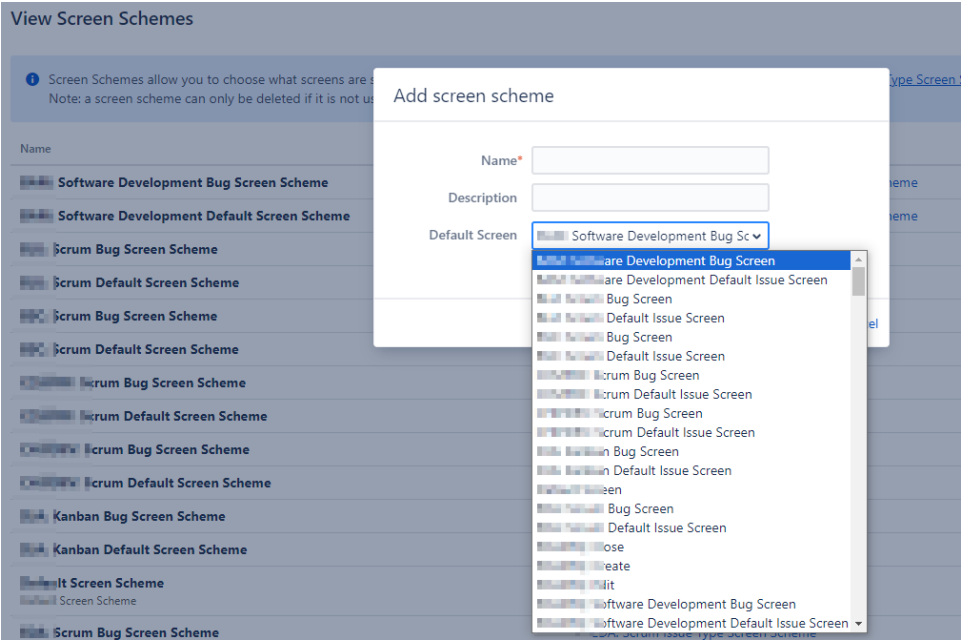 View Screen Schemes
Screen Schemes allow you to choose what screens are s
ype Screen S
Note: a screen scheme can only be deleted if it is not us
Add screen scheme
Name
Name*
Description
Default Screen
Software Development Bug Sc
Software Development Bug Screen Scheme
heme
Software Development Default Screen Scheme
heme
Scrum Bug Screen Scheme
Scrum Default Screen Scheme
Scrum Bug Screen Scheme
Scrum Default Screen Scheme
Scrum Bug Screen Scheme
crum Default Screen Scheme
crum Bug Screen Scheme
crum Default Screen Scheme
Kanban Bug Screen Scheme
Kanban Default Screen Scheme
lt Screen Scheme
Screen Scheme
Scrum Bug Screen Scheme
are Development Bug Screen
are Development Default Issue Screen
Bug Screen
Default Issue Screen
Bug Screen
Default Issue Screen
crum Bug Screen
crum Default Issue Screen
crum Bug Screen
crum Default Issue Screen
n Bug Screen
n Default Issue Screen
een
Bug Screen
Default Issue Screen
ose
reate
dit
oftware Development Bug Screen
oftware Development Default Issue Screen
el